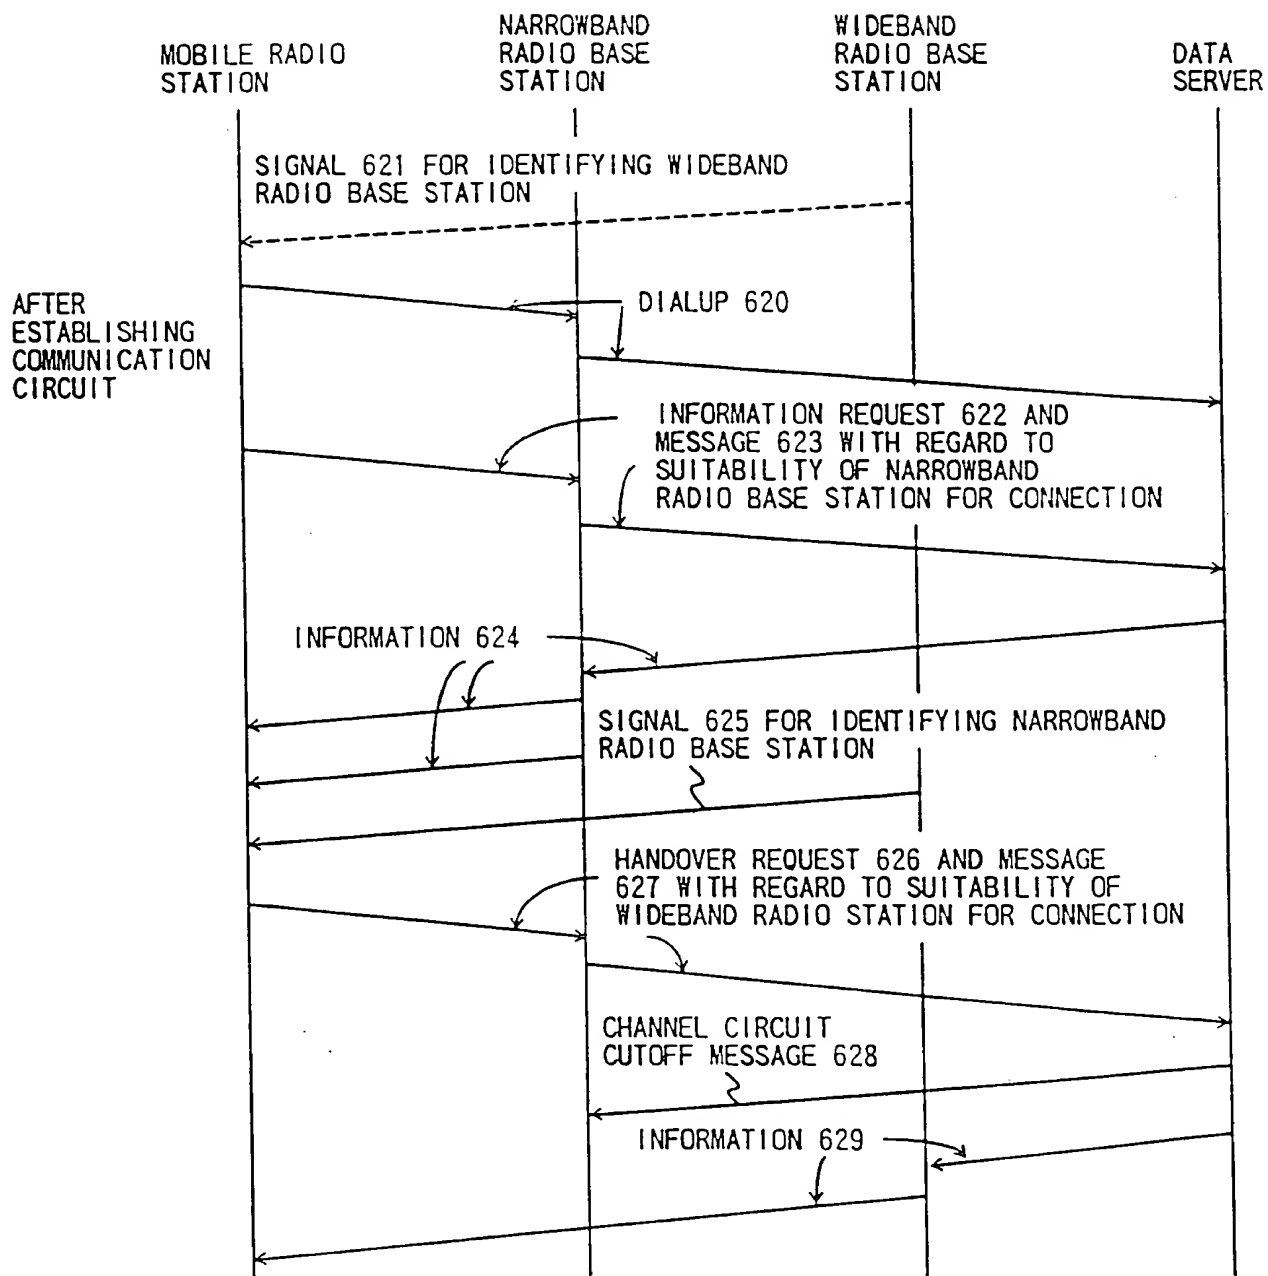 MOBILE RADIO
STATION
NARROWBAND
RADIO BASE
STATION
WIDEBAND
RADIO BASE
STATION
DATA
SERVER
SIGNAL 621 FOR IDENTIFYING WIDEBAND
RADIO BASE STATION
AFTER
ESTABLISHING
COMMUNICATION
CIRCUIT
DIALUP 620
INFORMATION REQUEST 622 AND
MESSAGE 623 WITH REGARD TO
SUITABILITY OF NARROWBAND
RADIO BASE STATION FOR CONNECTION
INFORMATION 624
SIGNAL 625 FOR IDENTIFYING NARROWBAND
RADIO BASE STATION
HANDOVER REQUEST 626 AND MESSAGE
627 WITH REGARD TO SUITABILITY OF
WIDEBAND RADIO STATION FOR CONNECTION
CHANNEL CIRCUIT
CUTOFF MESSAGE 628
INFORMATION 629